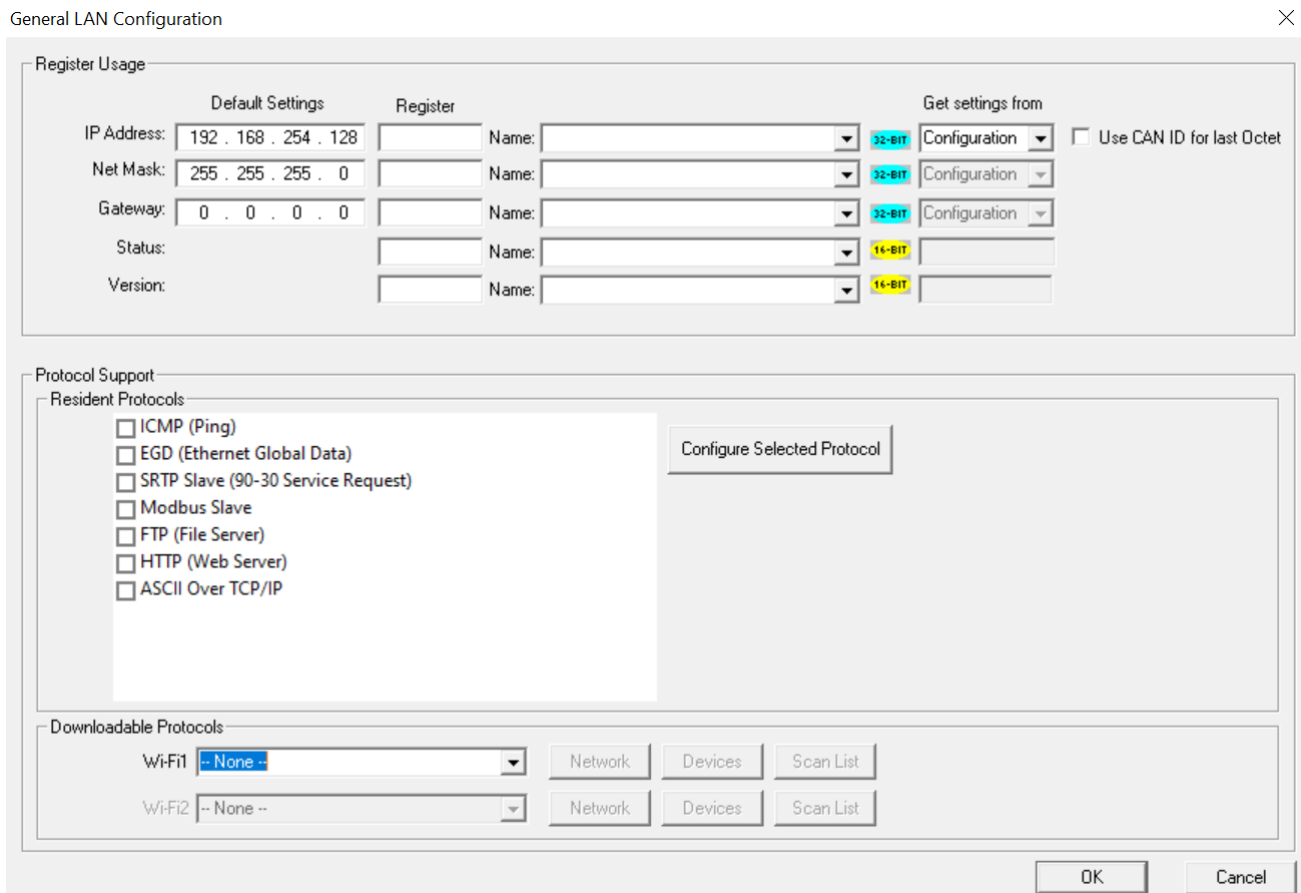 General LAN Configuration
Register Usage
Default Settings Register Get settings from
IP Address: 192 . 168 . 254 . 128 Name: 32-BIT Configuration Use CAN ID for last Octet
Net Mask: 255 . 255 . 255 . 0 Name: 32-BIT Configuration
Gateway: 0 . 0 . 0 . 0 Name: 32-BIT Configuration
Status: Name: 16-BIT
Version: Name: 16-BIT
Protocol Support
Resident Protocols
ICMP (Ping)
EGD (Ethernet Global Data)
Configure Selected Protocol
SRTP Slave (90-30 Service Request)
Modbus Slave
FTP (File Server)
HTTP (Web Server)
ASCII Over TCP/IP
Downloadable Protocols
Wi-Fi1 -- None -- Network Devices Scan List
Wi-Fi2 -- None -- Network Devices Scan List
OK Cancel